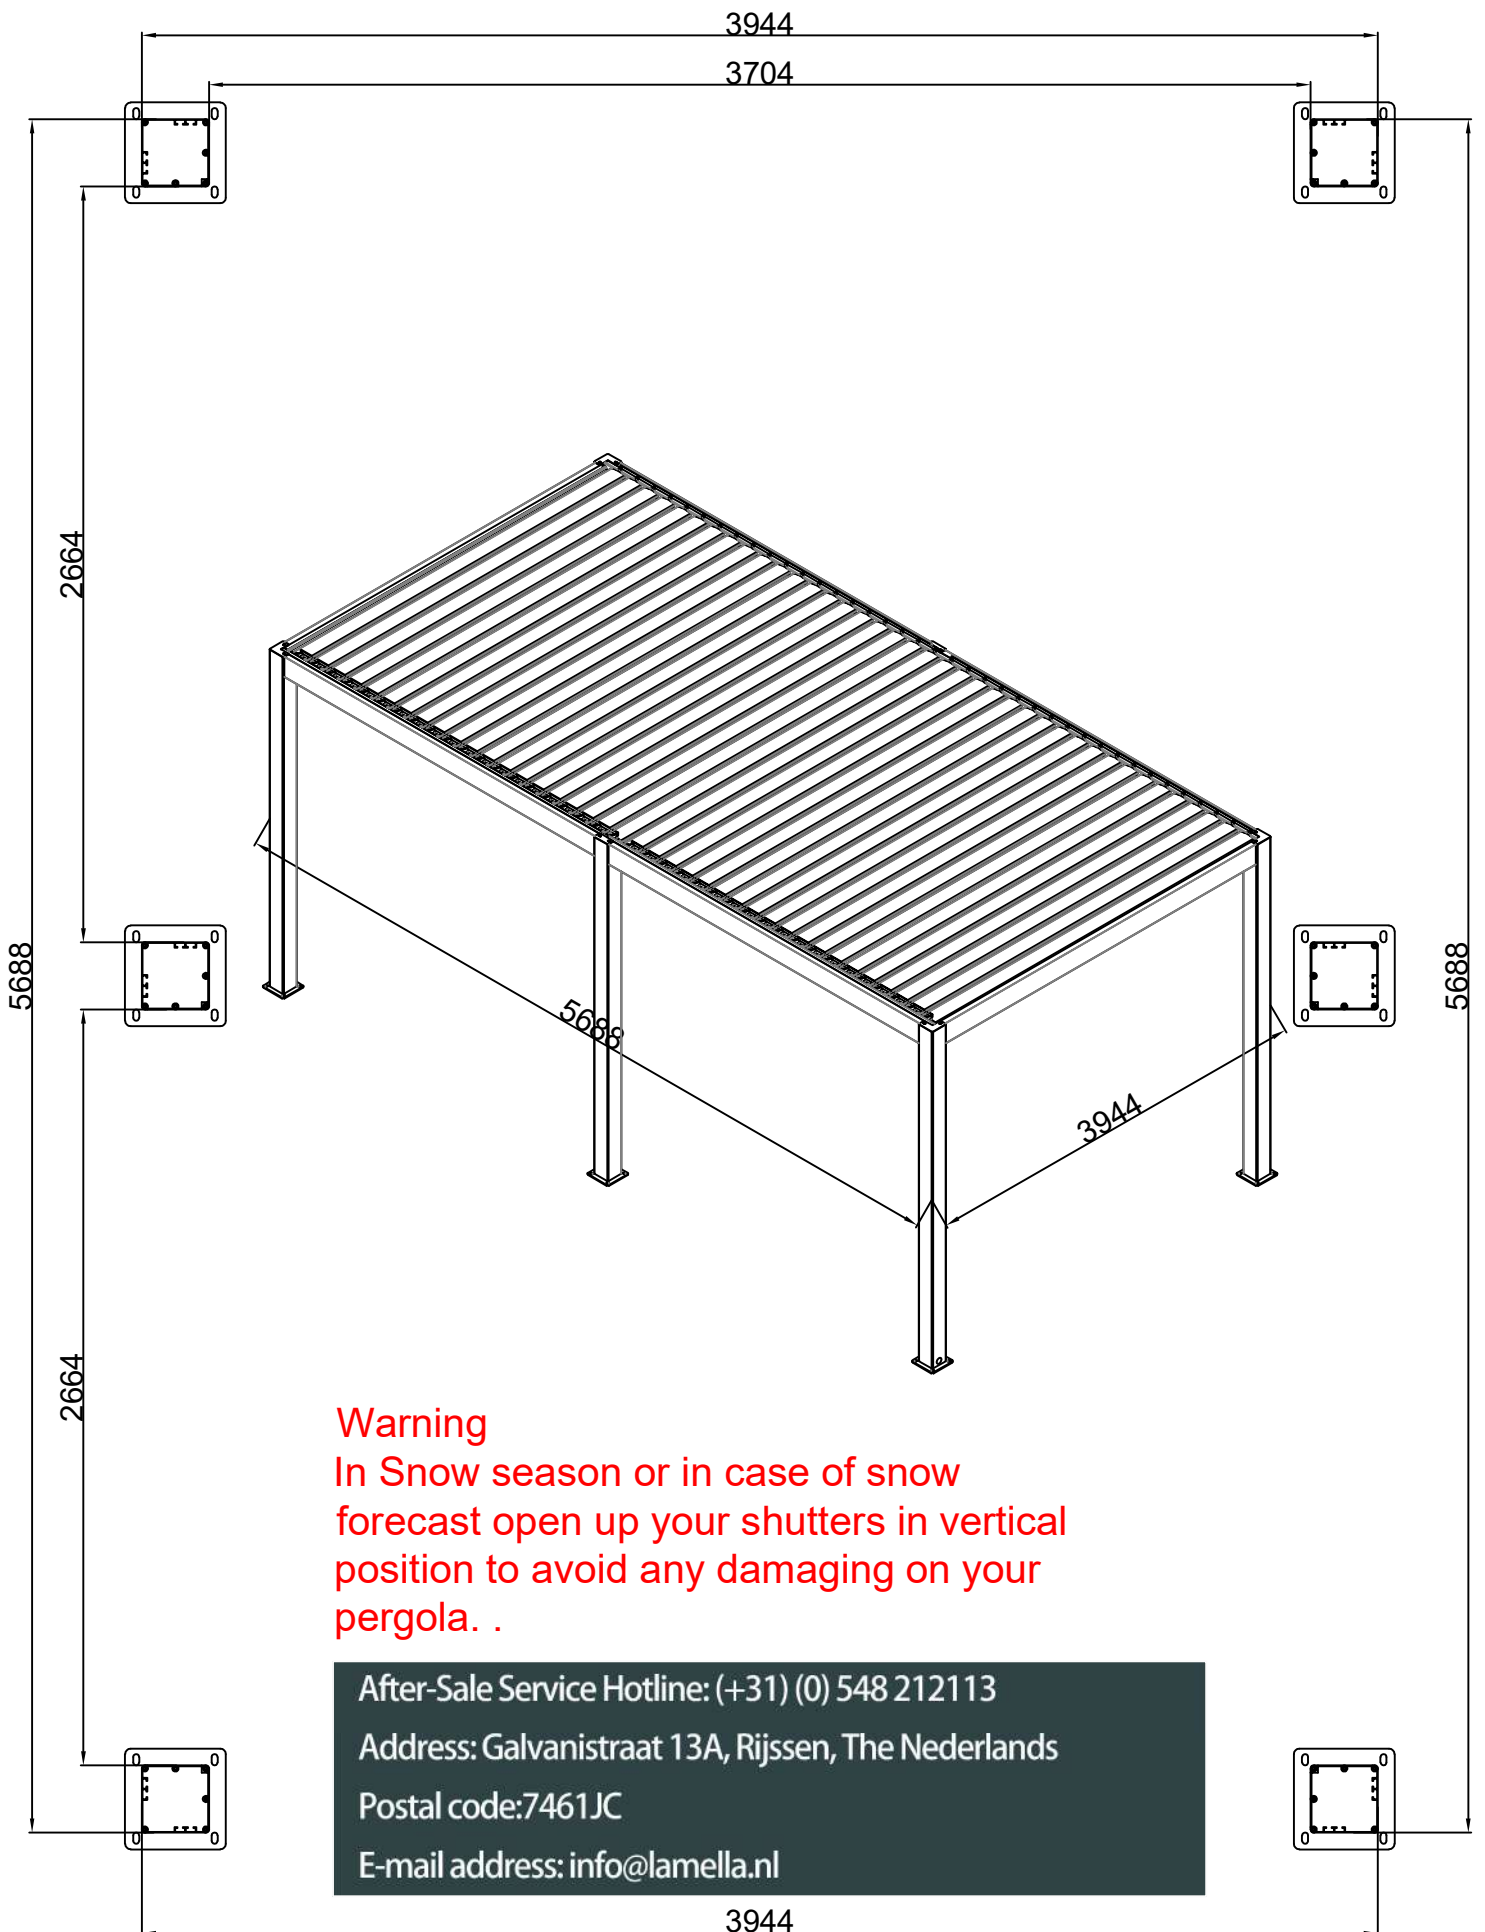 3944
3704
2664
5688
5688
5688
3944
2664
Warning
In Snow season or in case of snow
forecast open up your shutters in vertical
position to avoid any damaging on your
pergola. .
After-Sale Service Hotline: (+31) (0) 548 212113
Address: Galvanistraat 13A, Rijssen, The Nederlands
Postal code:7461JC
E-mail address: info@lamella.nl
3944